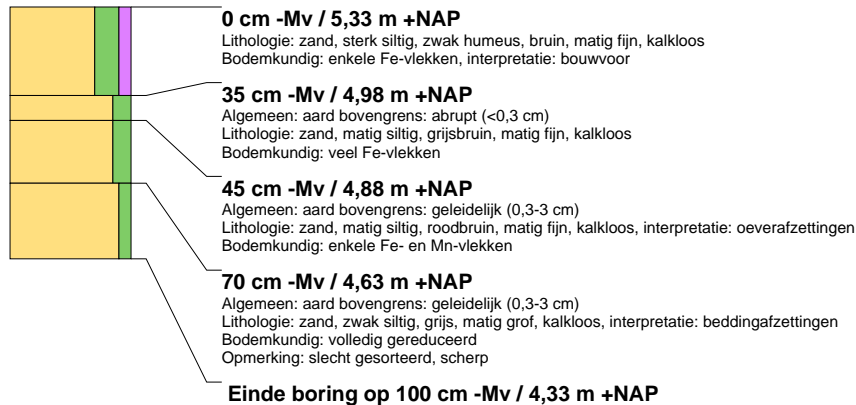 0 cm -Mv / 5,33 m +NAP
Lithologie: zand, sterk siltig, zwak humeus, bruin, matig fijn, kalkloos
Bodemkundig: enkele Fe-vlekken, interpretatie: bouwvoor
35 cm -Mv / 4,98 m +NAP
Algemeen: aard bovengrens: abrupt (<0,3 cm)
Lithologie: zand, matig siltig, grijsbruin, matig fijn, kalkloos
Bodemkundig: veel Fe-vlekken
45 cm -Mv / 4,88 m +NAP
Algemeen: aard bovengrens: geleidelijk (0,3-3 cm)
Lithologie: zand, matig siltig, roodbruin, matig fijn, kalkloos, interpretatie: oeverafzettingen
Bodemkundig: enkele Fe- en Mn-vlekken
70 cm -Mv / 4,63 m +NAP
Algemeen: aard bovengrens: geleidelijk (0,3-3 cm)
Lithologie: zand, zwak siltig, grijs, matig grof, kalkloos, interpretatie: beddingafzettingen
Bodemkundig: volledig gereduceerd
Opmerking: slecht gesorteerd, scherp
Einde boring op 100 cm -Mv / 4,33 m +NAP